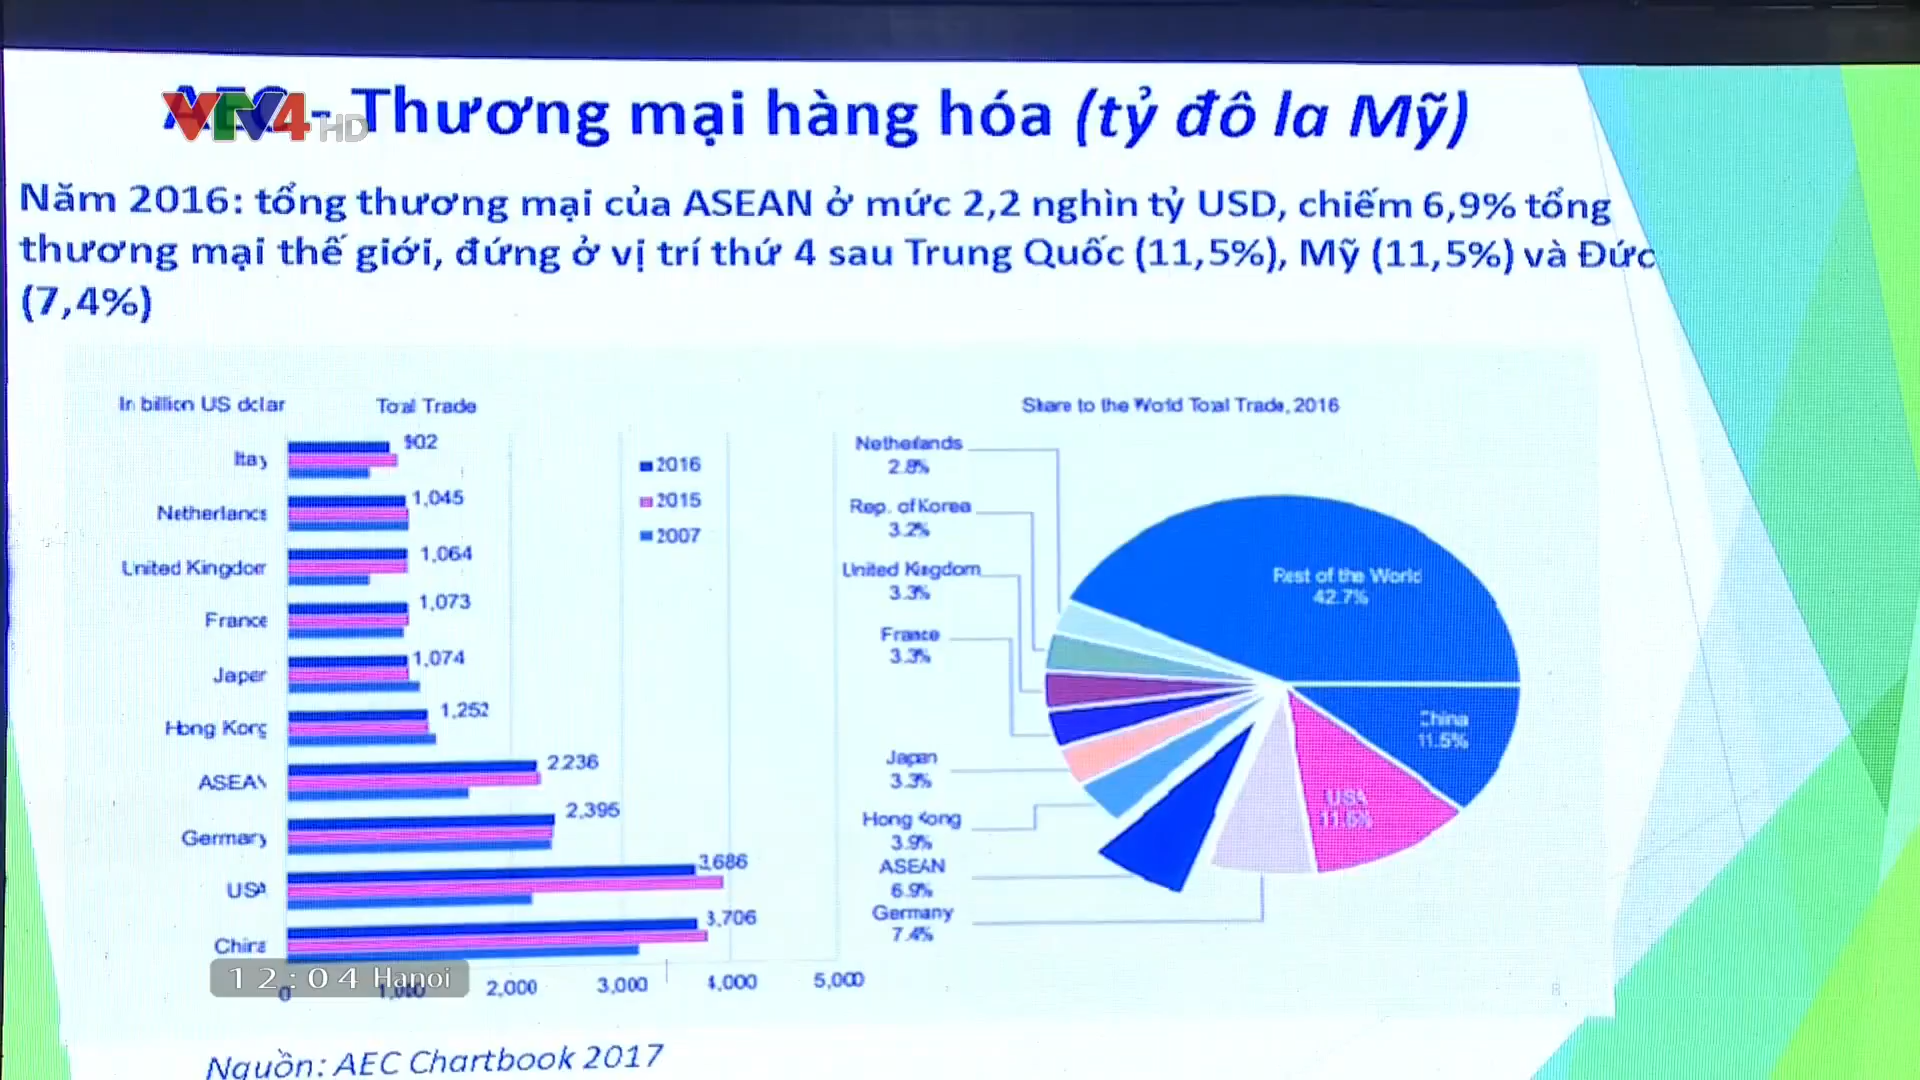 AEC - Thương mại hàng hóa (tỷ đô la Mỹ)
VTV4 HD
Năm 2016: tổng thương mại của ASEAN ở mức 2,2 nghìn tỷ USD, chiếm 6,9% tổng
thương mại thế giới, đứng ở vị trí thứ 4 sau Trung Quốc (11,5%), Mỹ (11,5%) và Đức
(7,4%)
In billion US dollar
Total Trade
Italy
902
Netherlands
1,045
United Kingdom
1,064
France
1,073
Japan
1,074
Hong Kong
1,252
ASEAN
2,236
Germany
2,395
USA
3,686
China
3,706
2016
2015
2007
0
1,000
2,000
3,000
4,000
5,000
Share to the World Total Trade, 2016
Netherlands
2.8%
Rep. of Korea
3.2%
United Kingdom
3.3%
France
3.3%
Japan
3.3%
Hong Kong
3.9%
ASEAN
6.9%
Germany
7.4%
Rest of the World
42.7%
China
11.5%
USA
8
12:04 Hanoi
Nguồn: AEC Chartbook 2017